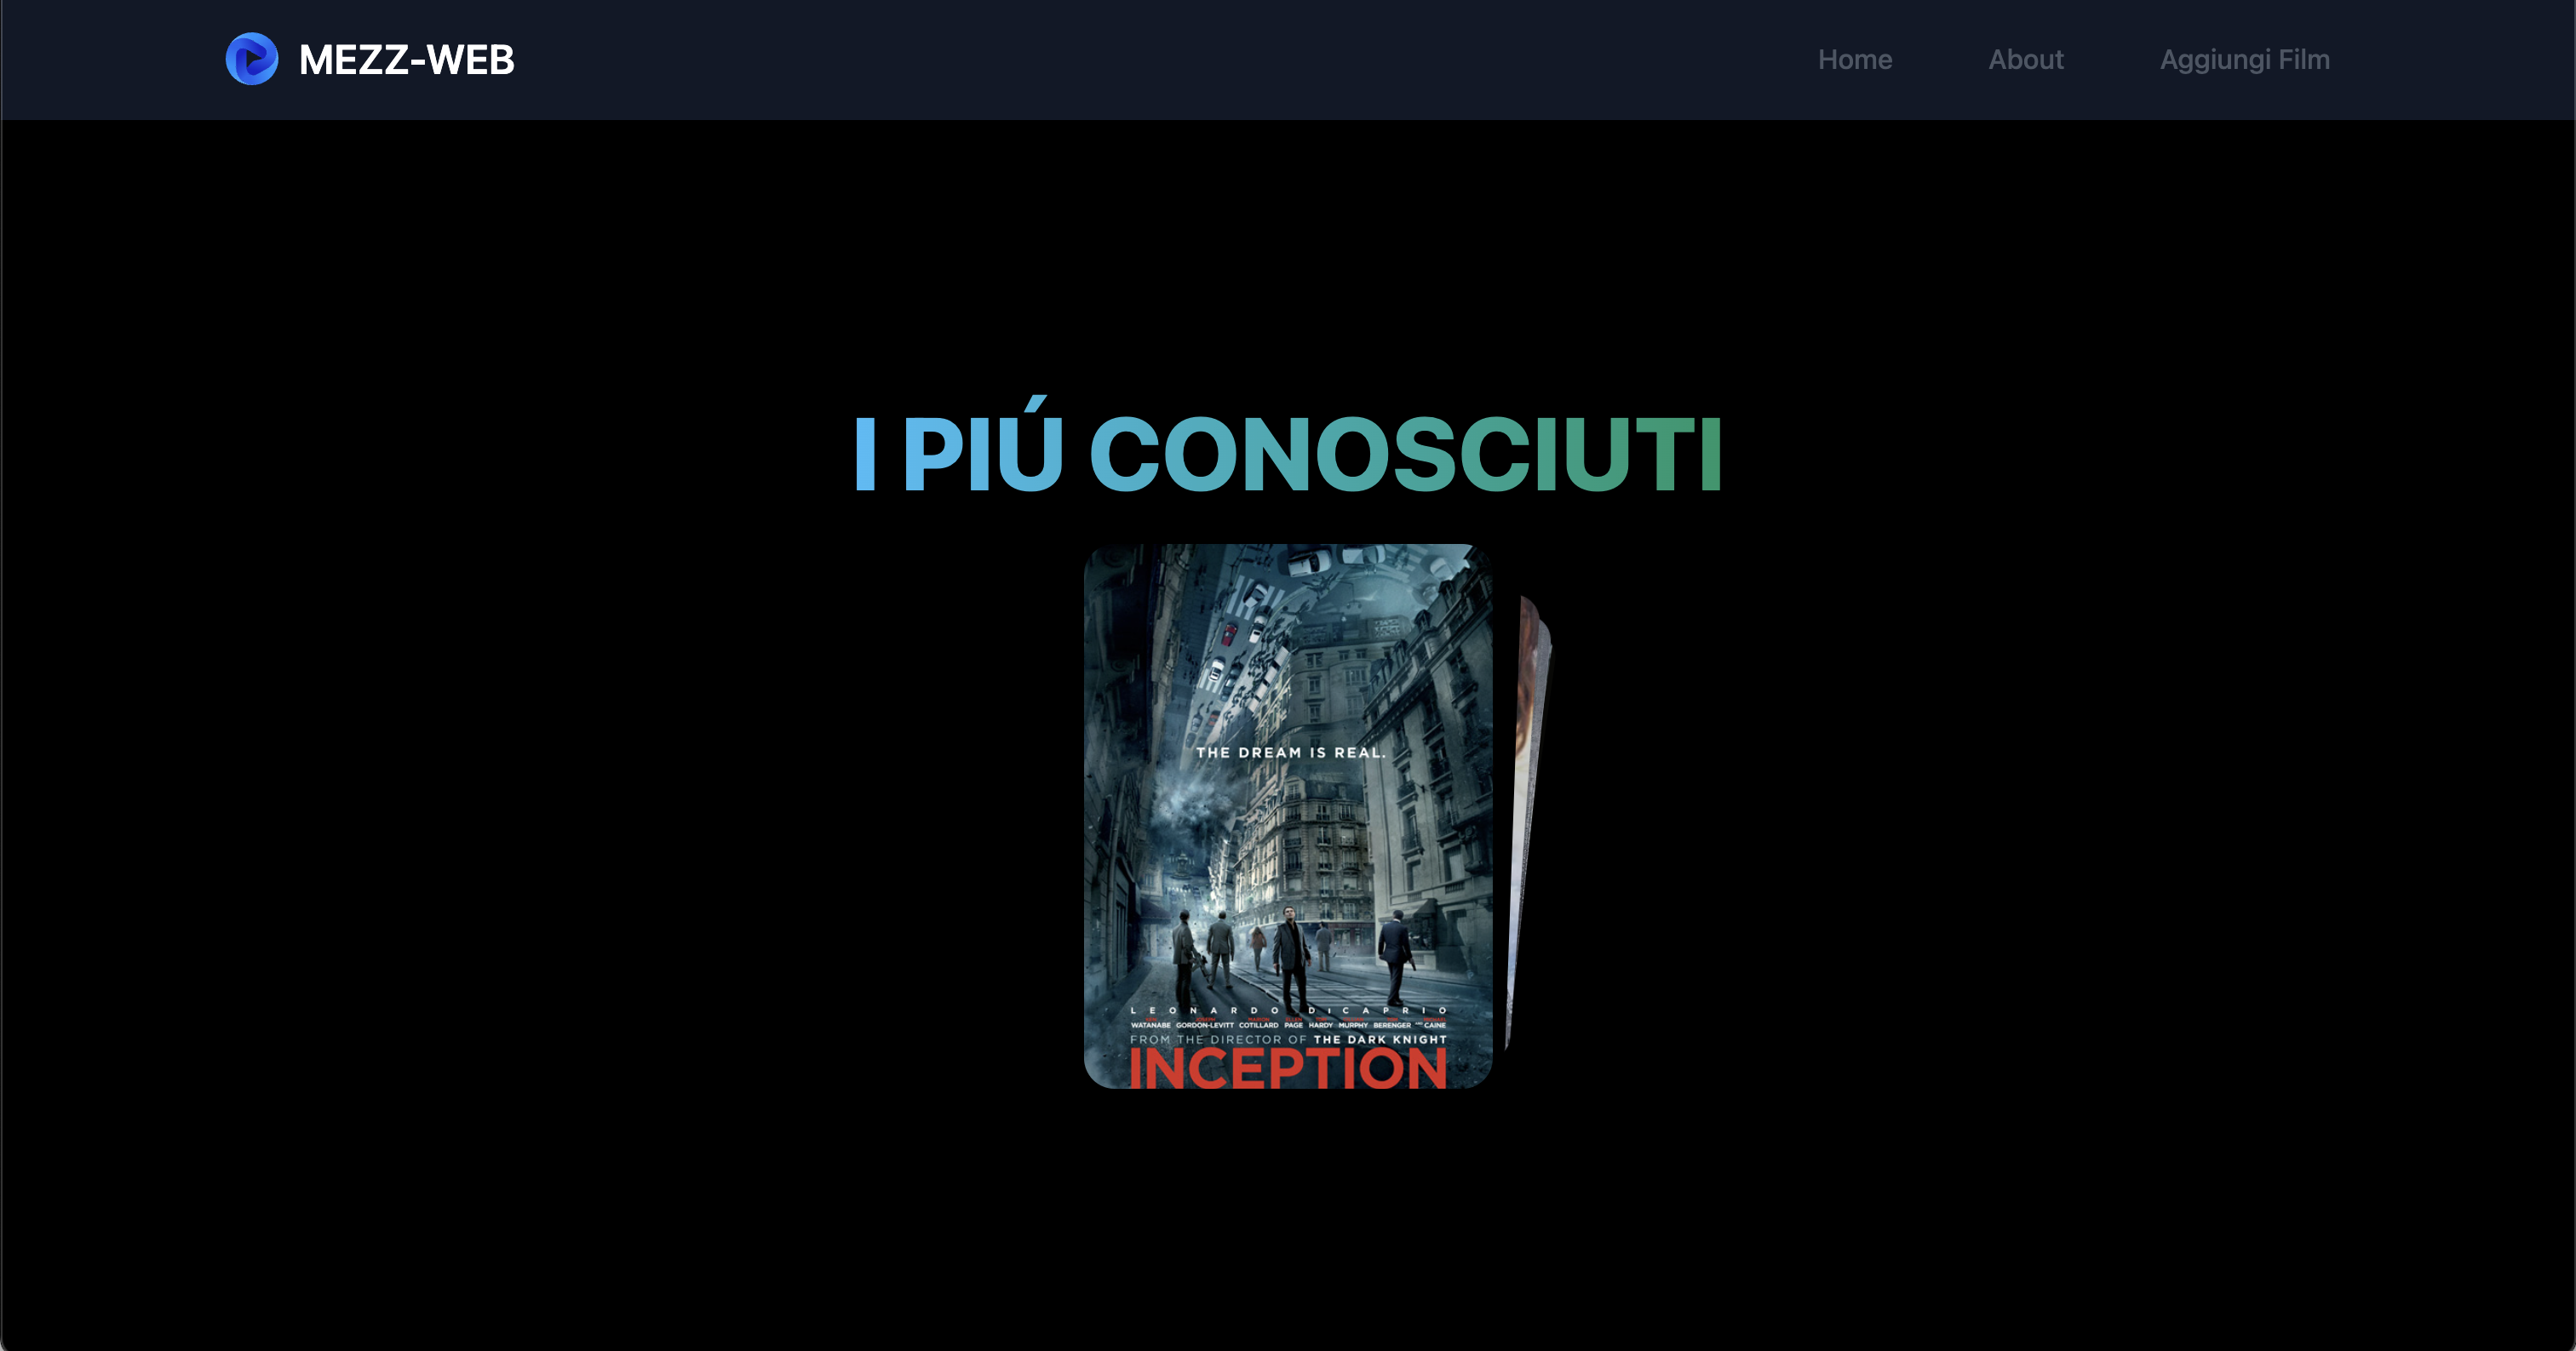 MEZZ-WEB
Home About Aggiungi Film
I PIÚ CONOSCIUTI
THE DREAM IS REAL.
LEONARDO DiCAPRIO
WATANABE GORDON-LEVITT COTILLARD PAGE HARDY MURPHY BERENGER AND CAINE
FROM THE DIRECTOR OF THE DARK KNIGHT
INCEPTION